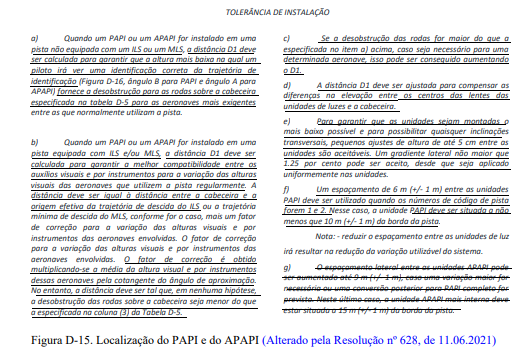 TOLERÂNCIA DE INSTALAÇÃO
a) Quando um PAPI ou um APAPI for instalado em uma
pista não equipada com um ILS ou um MLS, a distância D1 deve
ser calculada para garantir que a altura mais baixa na qual um
piloto irá ver uma identificação correta da trajetória de
identificação (Figura D-16, ângulo B para PAPI e ângulo A para
APAPI) fornece a desobstrução para as rodas sobre a cabeceira
especificada na tabela D-5 para as aeronaves mais exigentes
entre as que normalmente utilizam a pista.
b) Quando um PAPI ou um APAPI for instalado em uma
pista equipada com ILS e/ou MLS, a distância D1 deve ser
calculada para garantir a melhor compatibilidade entre os
auxílios visuais e por instrumentos para a variação das alturas
visuais das aeronaves que utilizem a pista regularmente. A
distância deve ser igual à distância entre a cabeceira e a
origem efetiva da trajetória de descida do ILS ou a trajetória
mínima de descida do MLS, conforme for o caso, mais um fator
de correção para a variação das alturas visuais e por
instrumentos das aeronaves envolvidas. O fator de correção
para a variação das alturas visuais e por instrumentos das
aeronaves envolvidas. O fator de correção é obtido
multiplicando-se a média da altura visual e por instrumentos
dessas aeronaves pela cotangente do ângulo de aproximação.
No entanto, a distância deve ser tal que, em nenhuma hipótese,
a desobstrução das rodas sobre a cabeceira seja menor do que
a especificada na coluna (3) da Tabela D-5.
c) Se a desobstrução das rodas for maior do que a
especificada no item a) acima, caso seja necessário para uma
determinada aeronave, isso pode ser conseguido aumentando
o D1.
d) A distância D1 deve ser ajustada para compensar as
diferenças na elevação entre os centros das lentes das
unidades de luzes e a cabeceira.
e) Para garantir que as unidades sejam montadas o
mais baixo possível e para possibilitar quaisquer inclinações
transversais, pequenos ajustes de altura de até 5 cm entre as
unidades são aceitáveis. Um gradiente lateral não maior que
1.25 por cento pode ser aceito, desde que seja aplicado
uniformemente nas unidades.
f) Um espaçamento de 6 m (+/- 1 m) entre as unidades
PAPI deve ser utilizado quando os números de código de pista
forem 1 e 2. Nesse caso, a unidade PAPI deve ser situada a não
menos que 10 m (+/- 1 m) da borda da pista.
Nota: - reduzir o espaçamento entre as unidades de luz
irá resultar na redução da variação utilizável do sistema.
g) O espaçamento lateral entre as unidades APAPI pode
ser aumentado até 9 m (+/- 1 m), caso uma variação maior for
necessária ou uma conversão posterior para PAPI completo for
prevista. Neste último caso, a unidade APAPI mais interna deve
estar situada a 15 m (+/- 1 m) da borda da pista.
Figura D-15. Localização do PAPI e do APAPI (Alterado pela Resolução nº 628, de 11.06.2021)